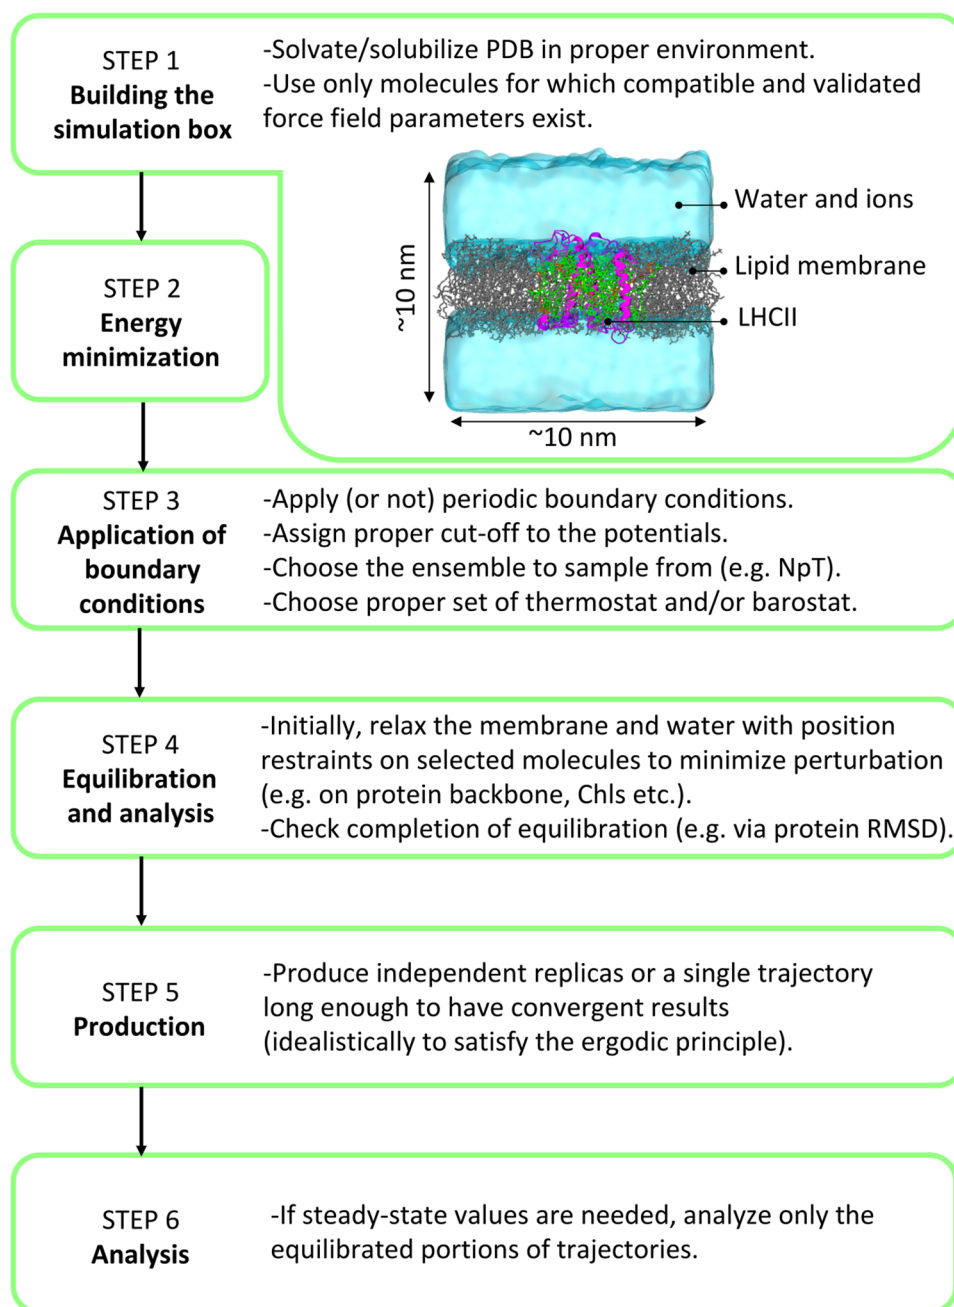 STEP 1
Building the
simulation box
-Solvate/solubilize PDB in proper environment.
-Use only molecules for which compatible and validated
force field parameters exist.
~10 nm
Water and ions
Lipid membrane
LHCII
~10 nm
STEP 2
Energy
minimization
STEP 3
Application of
boundary
conditions
-Apply (or not) periodic boundary conditions.
-Assign proper cut-off to the potentials.
-Choose the ensemble to sample from (e.g. NpT).
-Choose proper set of thermostat and/or barostat.
STEP 4
Equilibration
and analysis
-Initially, relax the membrane and water with position
restraints on selected molecules to minimize perturbation
(e.g. on protein backbone, Chls etc.).
-Check completion of equilibration (e.g. via protein RMSD).
STEP 5
Production
-Produce independent replicas or a single trajectory
long enough to have convergent results
(idealistically to satisfy the ergodic principle).
STEP 6
Analysis
-If steady-state values are needed, analyze only the
equilibrated portions of trajectories.